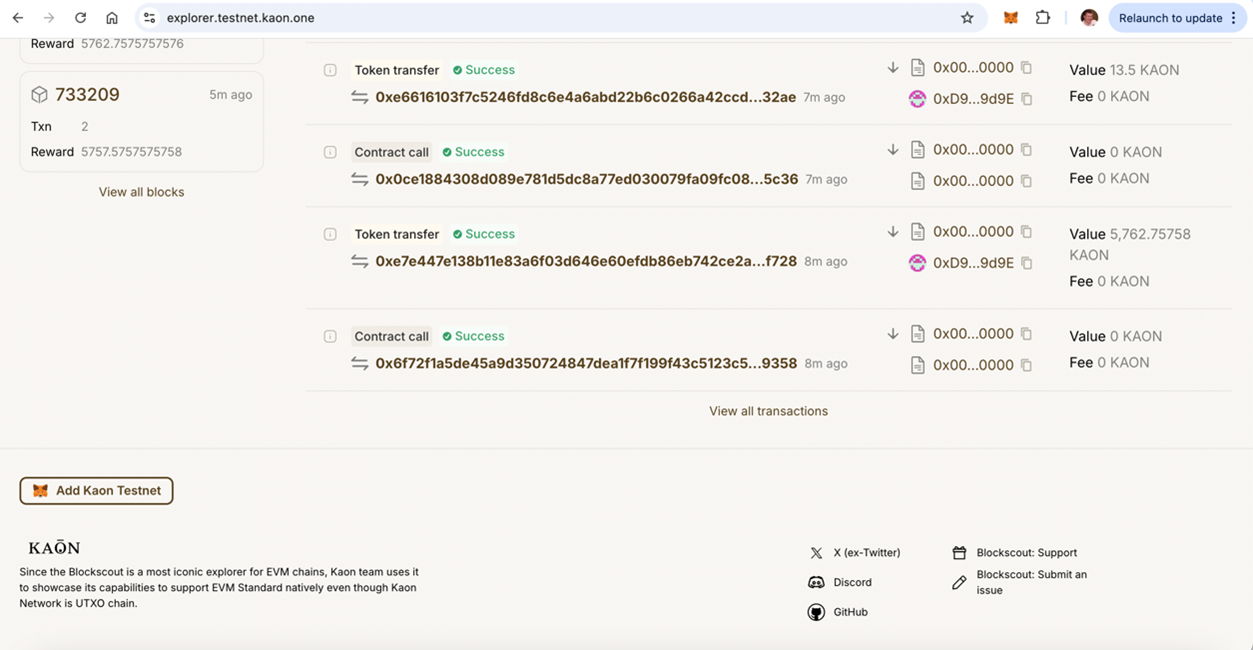 explorer.testnet.kaon.one
Relaunch to update
Reward 5762.7575757576
733209 5m ago
Txn 2
Reward 5757.5757575758
View all blocks
Token transfer Success 0x00...0000 Value 13.5 KAON
0xe6616103f7c5246fd8c6e4a6abd22b6c0266a42ccd...32ae 7m ago 0xD9...9d9E Fee 0 KAON
Contract call Success 0x00...0000 Value 0 KAON
0x0ce1884308d089e781d5dc8a77ed030079fa09fc08...5c36 7m ago 0x00...0000 Fee 0 KAON
Token transfer Success 0x00...0000 Value 5,762.75758
KAON
0xe7e447e138b11e83a6f03d646e60efdb86eb742ce2a...f728 8m ago 0xD9...9d9E
Fee 0 KAON
Contract call Success 0x00...0000 Value 0 KAON
0x6f72f1a5de45a9d350724847dea1f7f199f43c5123c5...9358 8m ago 0x00...0000 Fee 0 KAON
View all transactions
Add Kaon Testnet
KAŌN
Since the Blockscout is a most iconic explorer for EVM chains, Kaon team uses it
to showcase its capabilities to support EVM Standard natively even though Kaon
Network is UTXO chain.
X (ex-Twitter)
Discord
GitHub
Blockscout: Support
Blockscout: Submit an
issue